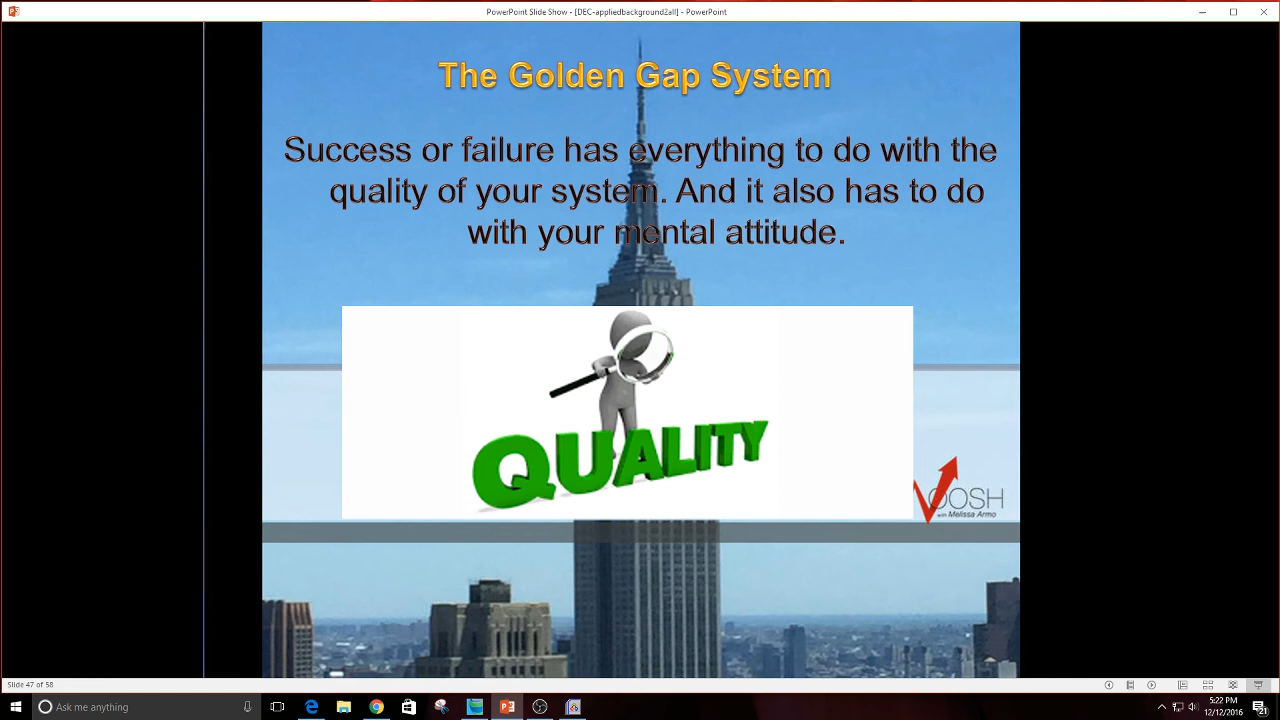 PowerPoint Slide Show - [DEC-appliedbackground2all] - PowerPoint
The Golden Gap System
Success or failure has everything to do with the
quality of your system. And it also has to do
with your mental attitude.
QUALITY
VOOSH
with Melissa Armo
Slide 47 of 58
Ask me anything
5:22 PM
12/12/2016